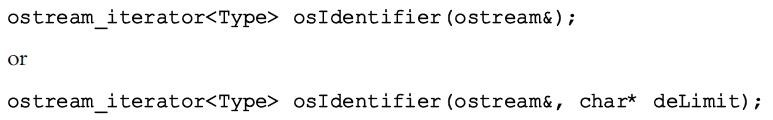 ostream_iterator<Type> osIdentifier(ostream&);
or
ostream_iterator<Type> osIdentifier(ostream&, char* deLimit);